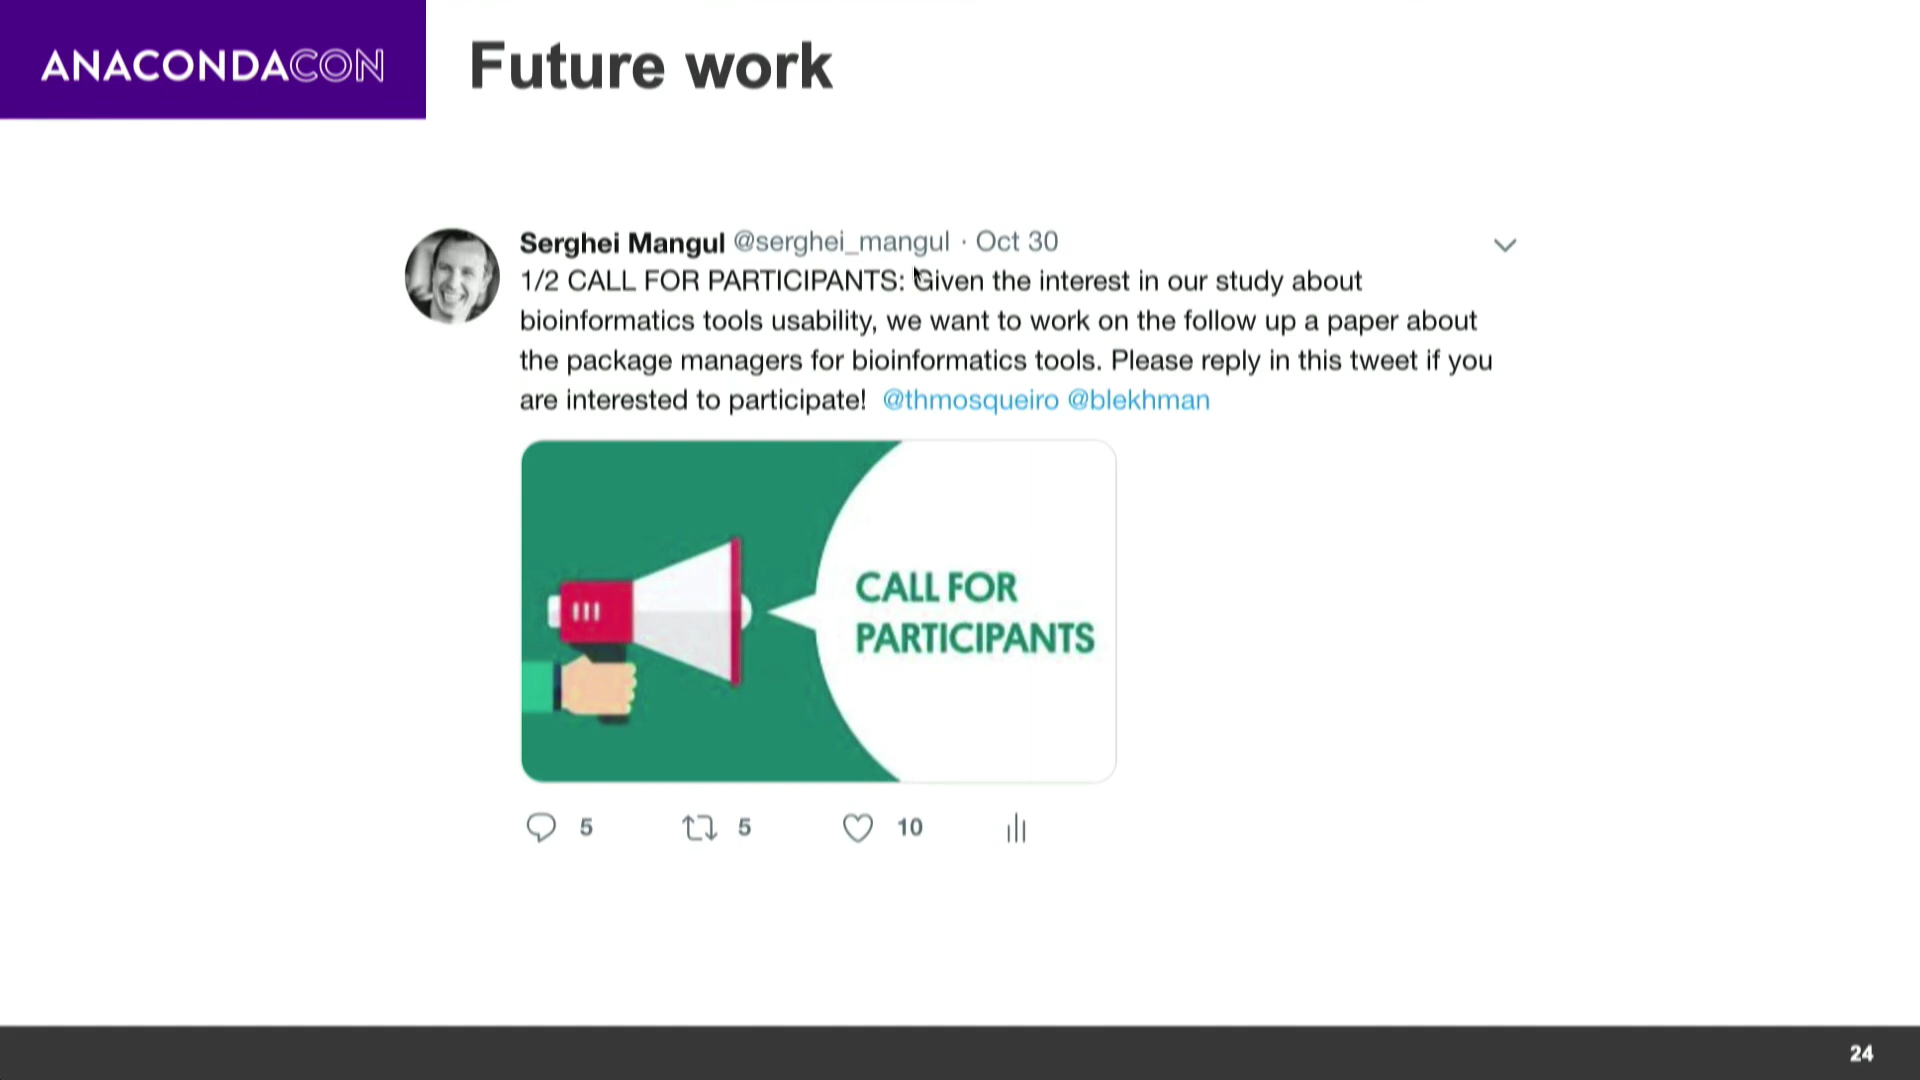 ANACONDACON
Future work
Serghei Mangul @serghei_mangul · Oct 30
1/2 CALL FOR PARTICIPANTS: Given the interest in our study about
bioinformatics tools usability, we want to work on the follow up a paper about
the package managers for bioinformatics tools. Please reply in this tweet if you
are interested to participate! @thmosqueiro @blekhman
CALL FOR
PARTICIPANTS
5 5 10
24